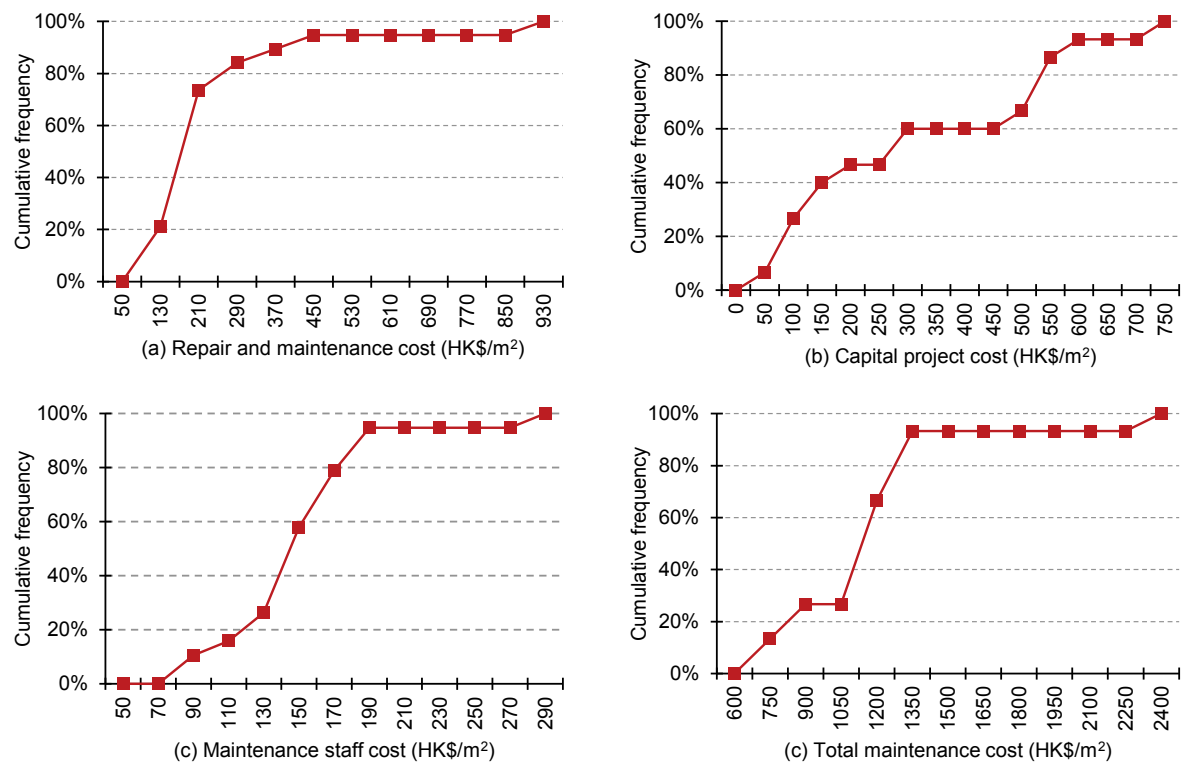 100%
80%
60%
40%
20%
0%
Cumulative frequency
50 130 210 290 370 450 530 610 690 770 850 930
(a) Repair and maintenance cost (HK$/m²)
100%
80%
60%
40%
20%
0%
Cumulative frequency
0 50 100 150 200 250 300 350 400 450 500 550 600 650 700 750
(b) Capital project cost (HK$/m²)
100%
80%
60%
40%
20%
0%
Cumulative frequency
50 70 90 110 130 150 170 190 210 230 250 270 290
(c) Maintenance staff cost (HK$/m²)
100%
80%
60%
40%
20%
0%
Cumulative frequency
600 750 900 1050 1200 1350 1500 1650 1800 1950 2100 2250 2400
(c) Total maintenance cost (HK$/m²)